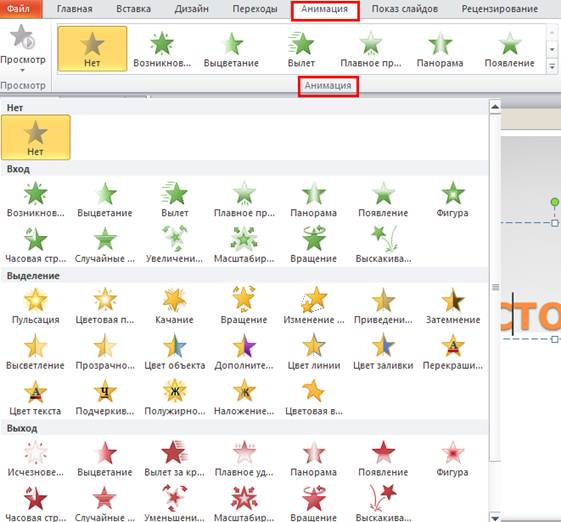 Файл Главная Вставка Дизайн Переходы Анимация Показ слайдов Рецензирование
Просмотр Нет Возникнов... Выцветание Вылет Плавное пр... Панорама Появление
Просмотр Анимация
Нет
Нет
Вход
Возникнов... Выцветание Вылет Плавное пр... Панорама Появление Фигура
Часовая стр... Случайные ... Увеличени... Масштабир... Вращение Выскакива...
Выделение
Пульсация Цветовая п... Качание Вращение Изменение ... Приведени... Затемнение
Высветление Прозрачно... Цвет объекта Дополните... Цвет линии Цвет заливки Перекраши...
Цвет текста Подчеркив... Полужирно... Наложение... Цветовая в...
Выход
Исчезнове... Выцветание Вылет за кр... Плавное уд... Панорама Появление Фигура
Часовая стр... Случайные ... Уменьшени... Масштабир... Вращение Выскакива...
сто